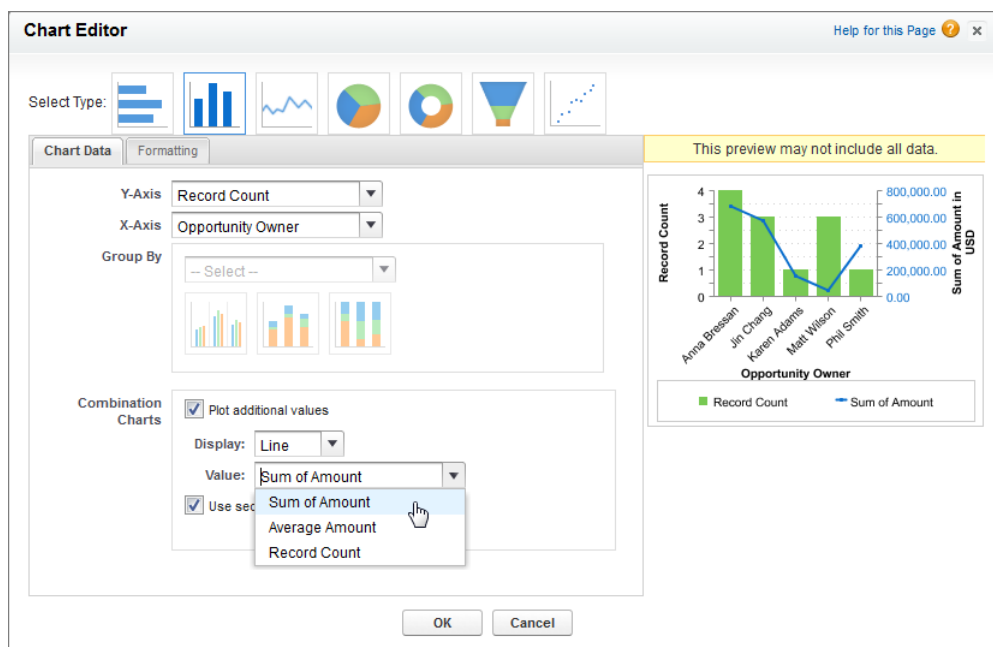 Chart Editor
Help for this Page ?
Select Type:
Chart Data
Formatting
This preview may not include all data.
Y-Axis
Record Count
X-Axis
Opportunity Owner
Group By
-- Select --
Combination
Charts
Plot additional values
Display:
Line
Value:
Sum of Amount
Use sec
Sum of Amount
Average Amount
Record Count
Record Count
4
3
2
1
0
800,000.00
600,000.00
400,000.00
200,000.00
0.00
Sum of Amount in
USD
Anna Bressan
Jin Chang
Karen Adams
Matt Wilson
Phil Smith
Opportunity Owner
Record Count
Sum of Amount
OK
Cancel